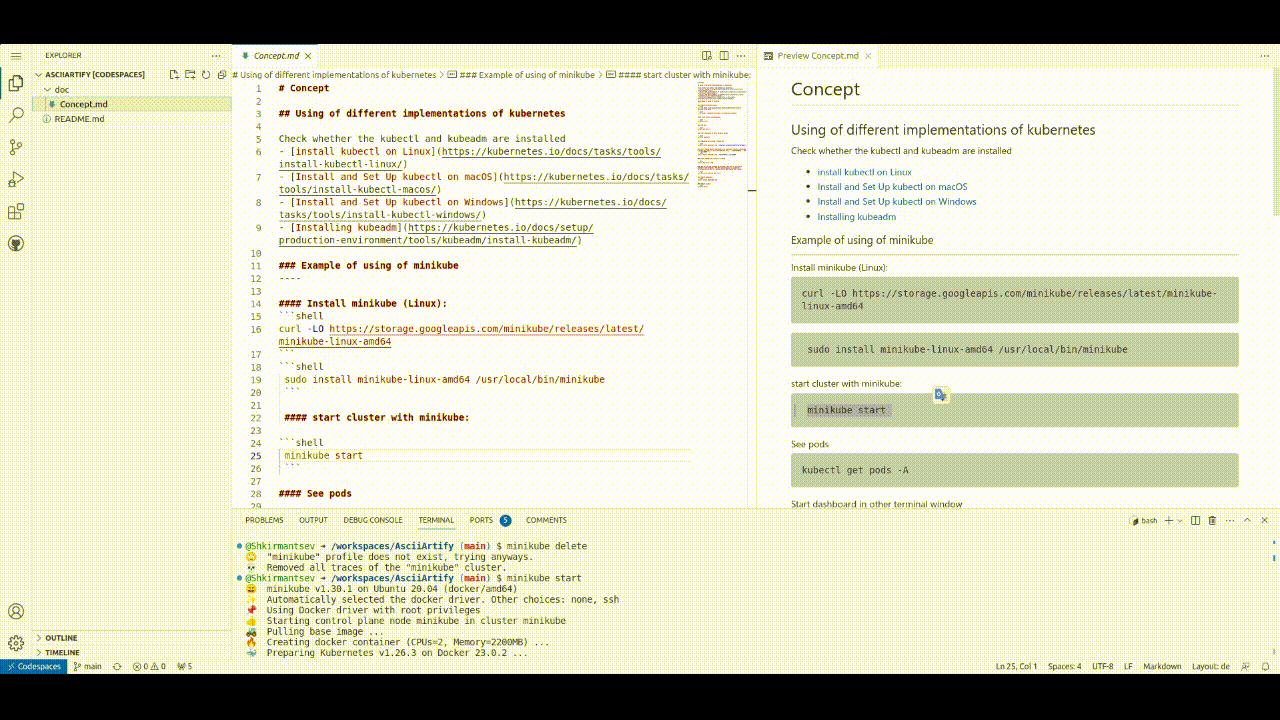 EXPLORER
ASCIIARTIFY [CODESPACES]
doc
Concept.md
README.md
OUTLINE
TIMELINE
Concept.md
# Using of different implementations of kubernetes > ### Example of using of minikube > #### start cluster with minikube:
1 # Concept
2
3 ## Using of different implementations of kubernetes
4
5 Check whether the kubectl and kubeadm are installed
6 - [install kubectl on Linux](https://kubernetes.io/docs/tasks/tools/
install-kubectl-linux/)
7 - [Install and Set Up kubectl on macOS](https://kubernetes.io/docs/tasks/
tools/install-kubectl-macos/)
8 - [Install and Set Up kubectl on Windows](https://kubernetes.io/docs/
tasks/tools/install-kubectl-windows/)
9 - [Installing kubeadm](https://kubernetes.io/docs/setup/
production-environment/tools/kubeadm/install-kubeadm/)
10
11 ### Example of using of minikube
12 ----
13
14 #### Install minikube (Linux):
15 ```shell
16 curl -LO https://storage.googleapis.com/minikube/releases/latest/
minikube-linux-amd64
17 ```
18 ```shell
19 sudo install minikube-linux-amd64 /usr/local/bin/minikube
20 ```
21
22 #### start cluster with minikube:
23
24 ```shell
25 minikube start
26 ```
27
28 #### See pods
29
Preview Concept.md
Concept
Using of different implementations of kubernetes
Check whether the kubectl and kubeadm are installed
• install kubectl on Linux
• Install and Set Up kubectl on macOS
• Install and Set Up kubectl on Windows
• Installing kubeadm
Example of using of minikube
Install minikube (Linux):
curl -LO https://storage.googleapis.com/minikube/releases/latest/minikube-
linux-amd64
sudo install minikube-linux-amd64 /usr/local/bin/minikube
start cluster with minikube:
minikube start
See pods
kubectl get pods -A
Start dashboard in other terminal window
PROBLEMS OUTPUT DEBUG CONSOLE TERMINAL PORTS 5 COMMENTS
bash
@Shkirmantsev ➜ /workspaces/AsciiArtify (main) $ minikube delete
"minikube" profile does not exist, trying anyways.
Removed all traces of the "minikube" cluster.
@Shkirmantsev ➜ /workspaces/AsciiArtify (main) $ minikube start
minikube v1.30.1 on Ubuntu 20.04 (docker/amd64)
Automatically selected the docker driver. Other choices: none, ssh
Using Docker driver with root privileges
Starting control plane node minikube in cluster minikube
Pulling base image ...
Creating docker container (CPUs=2, Memory=2200MB) ...
Preparing Kubernetes v1.26.3 on Docker 23.0.2 ...
Codespaces main 0 0 5
Ln 25, Col 1 Spaces: 4 UTF-8 LF Markdown Layout: de